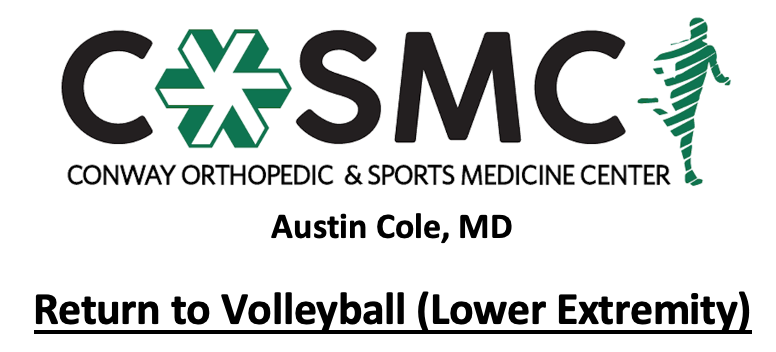 COSMC
CONWAY ORTHOPEDIC & SPORTS MEDICINE CENTER
Austin Cole, MD
Return to Volleyball (Lower Extremity)